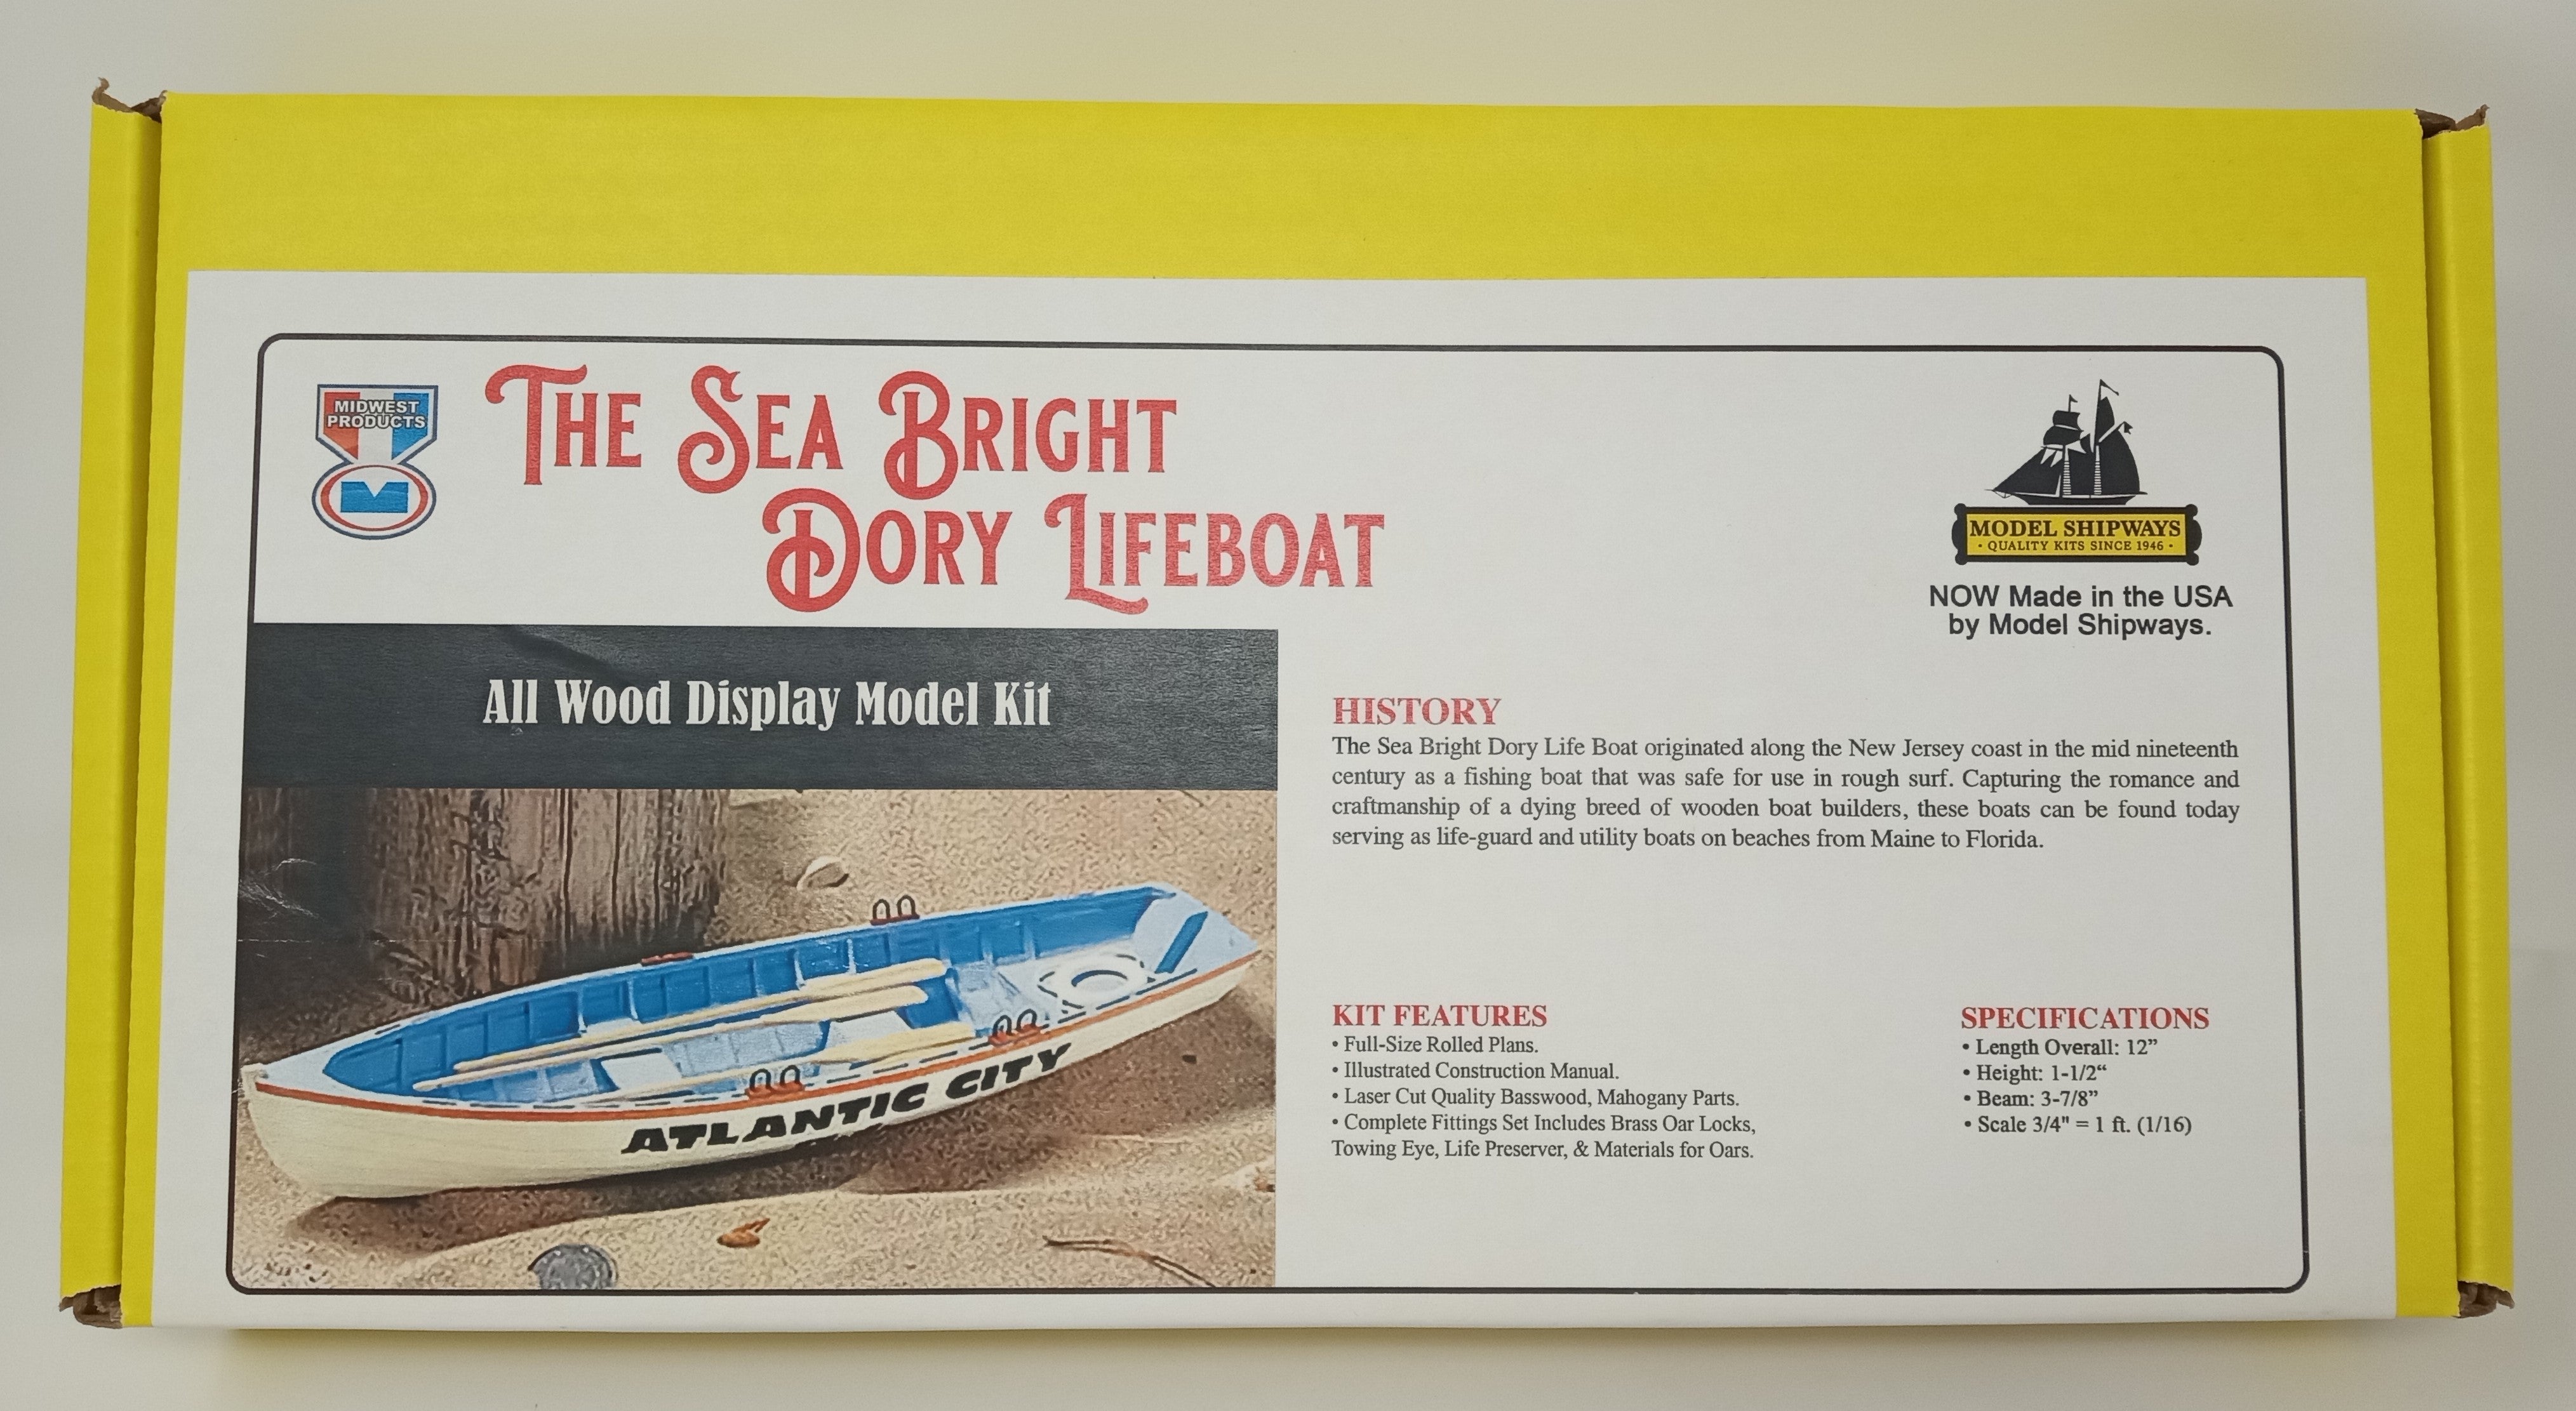 MIDWEST
PRODUCTS
M
THE SEA BRIGHT
DORY LIFEBOAT
MODEL SHIPWAYS
· QUALITY KITS SINCE 1946 ·
NOW Made in the USA
by Model Shipways.
All Wood Display Model Kit
ATLANTIC CITY
HISTORY
The Sea Bright Dory Life Boat originated along the New Jersey coast in the mid nineteenth
century as a fishing boat that was safe for use in rough surf. Capturing the romance and
craftmanship of a dying breed of wooden boat builders, these boats can be found today
serving as life-guard and utility boats on beaches from Maine to Florida.
KIT FEATURES
• Full-Size Rolled Plans.
• Illustrated Construction Manual.
• Laser Cut Quality Basswood, Mahogany Parts.
• Complete Fittings Set Includes Brass Oar Locks,
Towing Eye, Life Preserver, & Materials for Oars.
SPECIFICATIONS
• Length Overall: 12”
• Height: 1-1/2“
• Beam: 3-7/8”
• Scale 3/4" = 1 ft. (1/16)